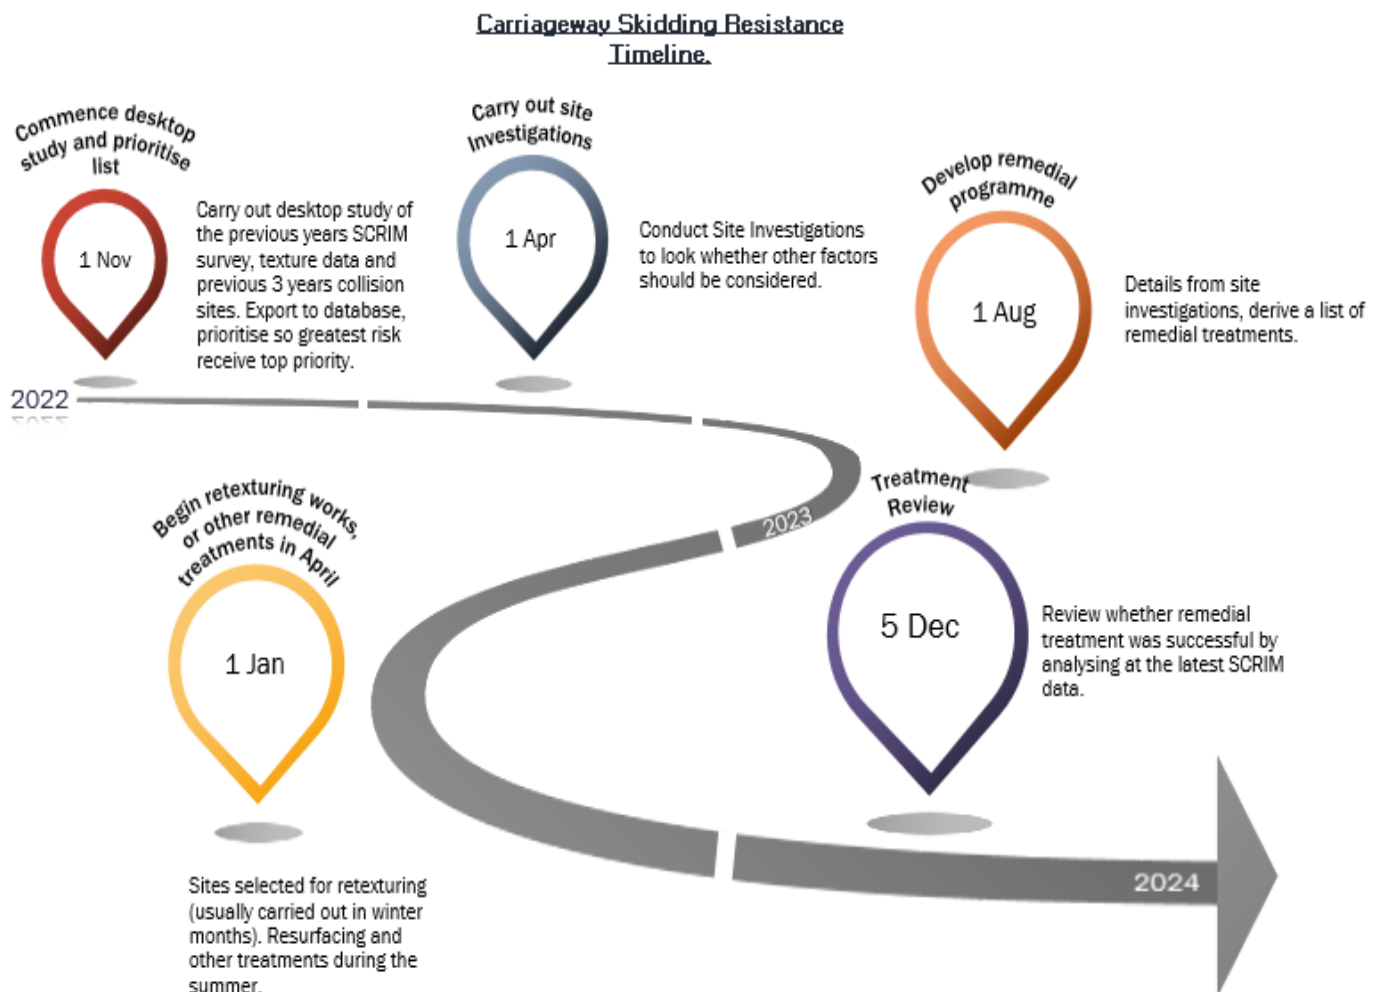 Carriageway Skidding Resistance
Timeline.
Commence desktop
study and prioritise
list
1 Nov
Carry out desktop study of
the previous years SCRIM
survey, texture data and
previous 3 years collision
sites. Export to database,
prioritise so greatest risk
receive top priority.
Carry out site
Investigations
1 Apr
Conduct Site Investigations
to look whether other factors
should be considered.
Develop remedial
programme
1 Aug
Details from site
investigations, derive a list of
remedial treatments.
2022
2023
Begin retexturing works,
or other remedial
treatments in April
1 Jan
Sites selected for retexturing
(usually carried out in winter
months). Resurfacing and
other treatments during the
summer.
Treatment
Review
5 Dec
Review whether remedial
treatment was successful by
analysing at the latest SCRIM
data.
2024